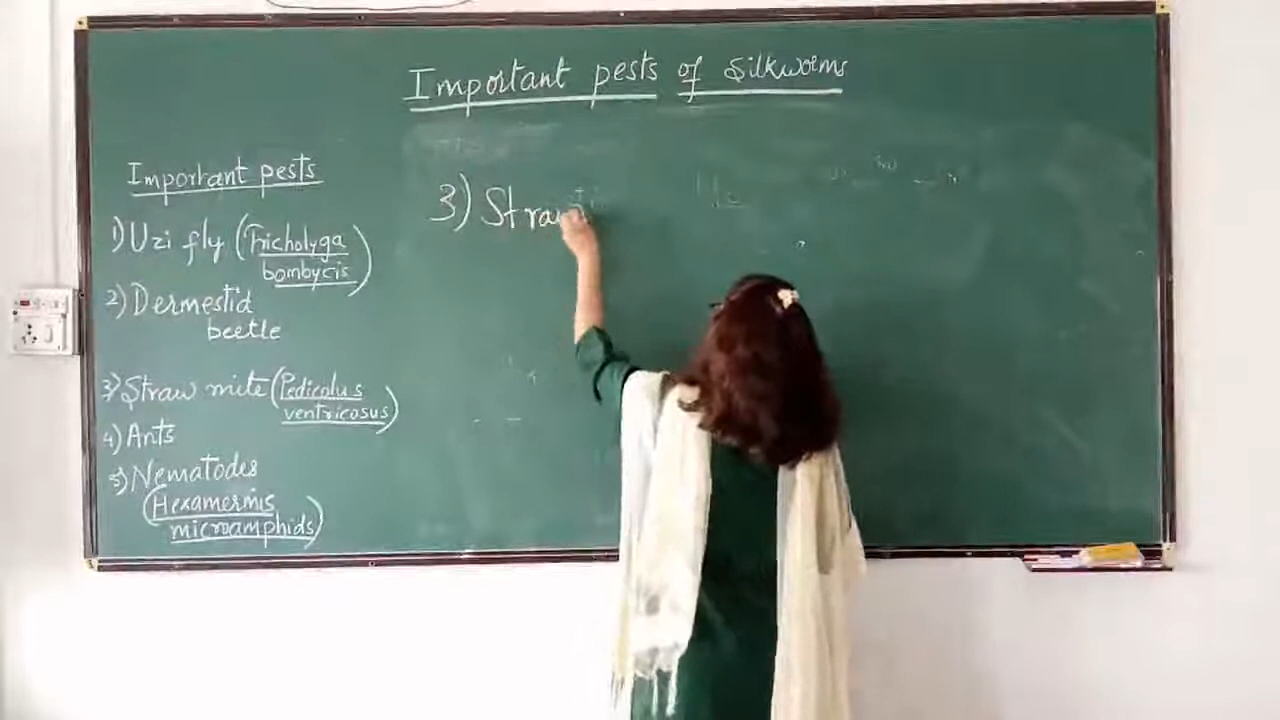 Important pests of Silkworms
Important pests
1) Uzi fly (Tricholyga
bombycis)
2) Dermestid
beetle
3) Straw mite (Pediculus
ventricosus)
4) Ants
5) Nematodes
(Hexamermis
microamphids)
3) Straw